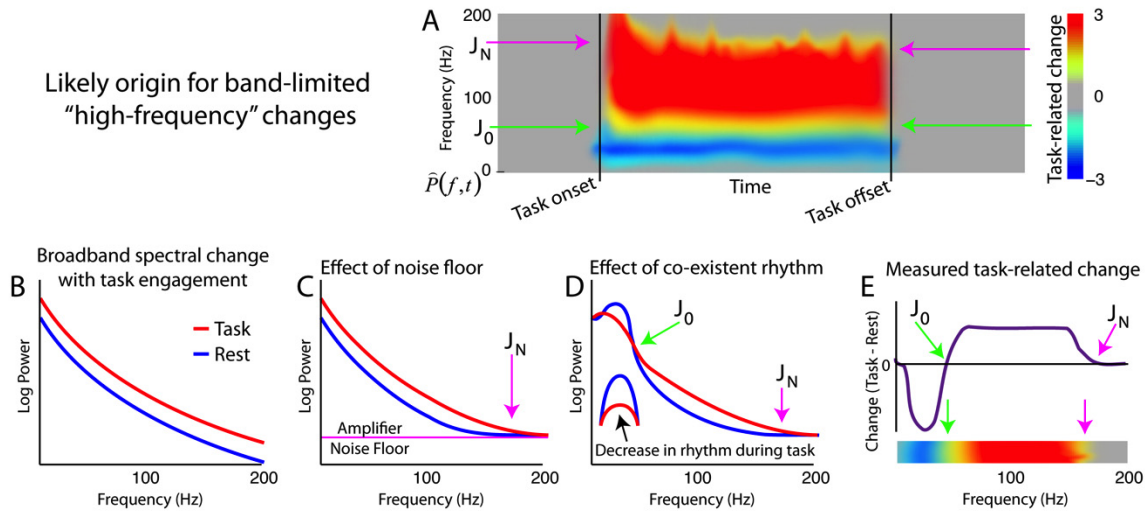 Likely origin for band-limited
"high-frequency" changes
A
200
J_N
100
J_0
0
Frequency (Hz)
P̂(f,t)
Task onset
Time
Task offset
3
0
−3
Task-related change
B
Broadband spectral change
with task engagement
Task
Rest
Log Power
100
200
Frequency (Hz)
C
Effect of noise floor
J_N
Amplifier
Noise Floor
Log Power
100
200
Frequency (Hz)
D
Effect of co-existent rhythm
J_0
J_N
Decrease in rhythm during task
Log Power
100
200
Frequency (Hz)
E
Measured task-related change
J_0
J_N
0
Change (Task - Rest)
100
200
Frequency (Hz)